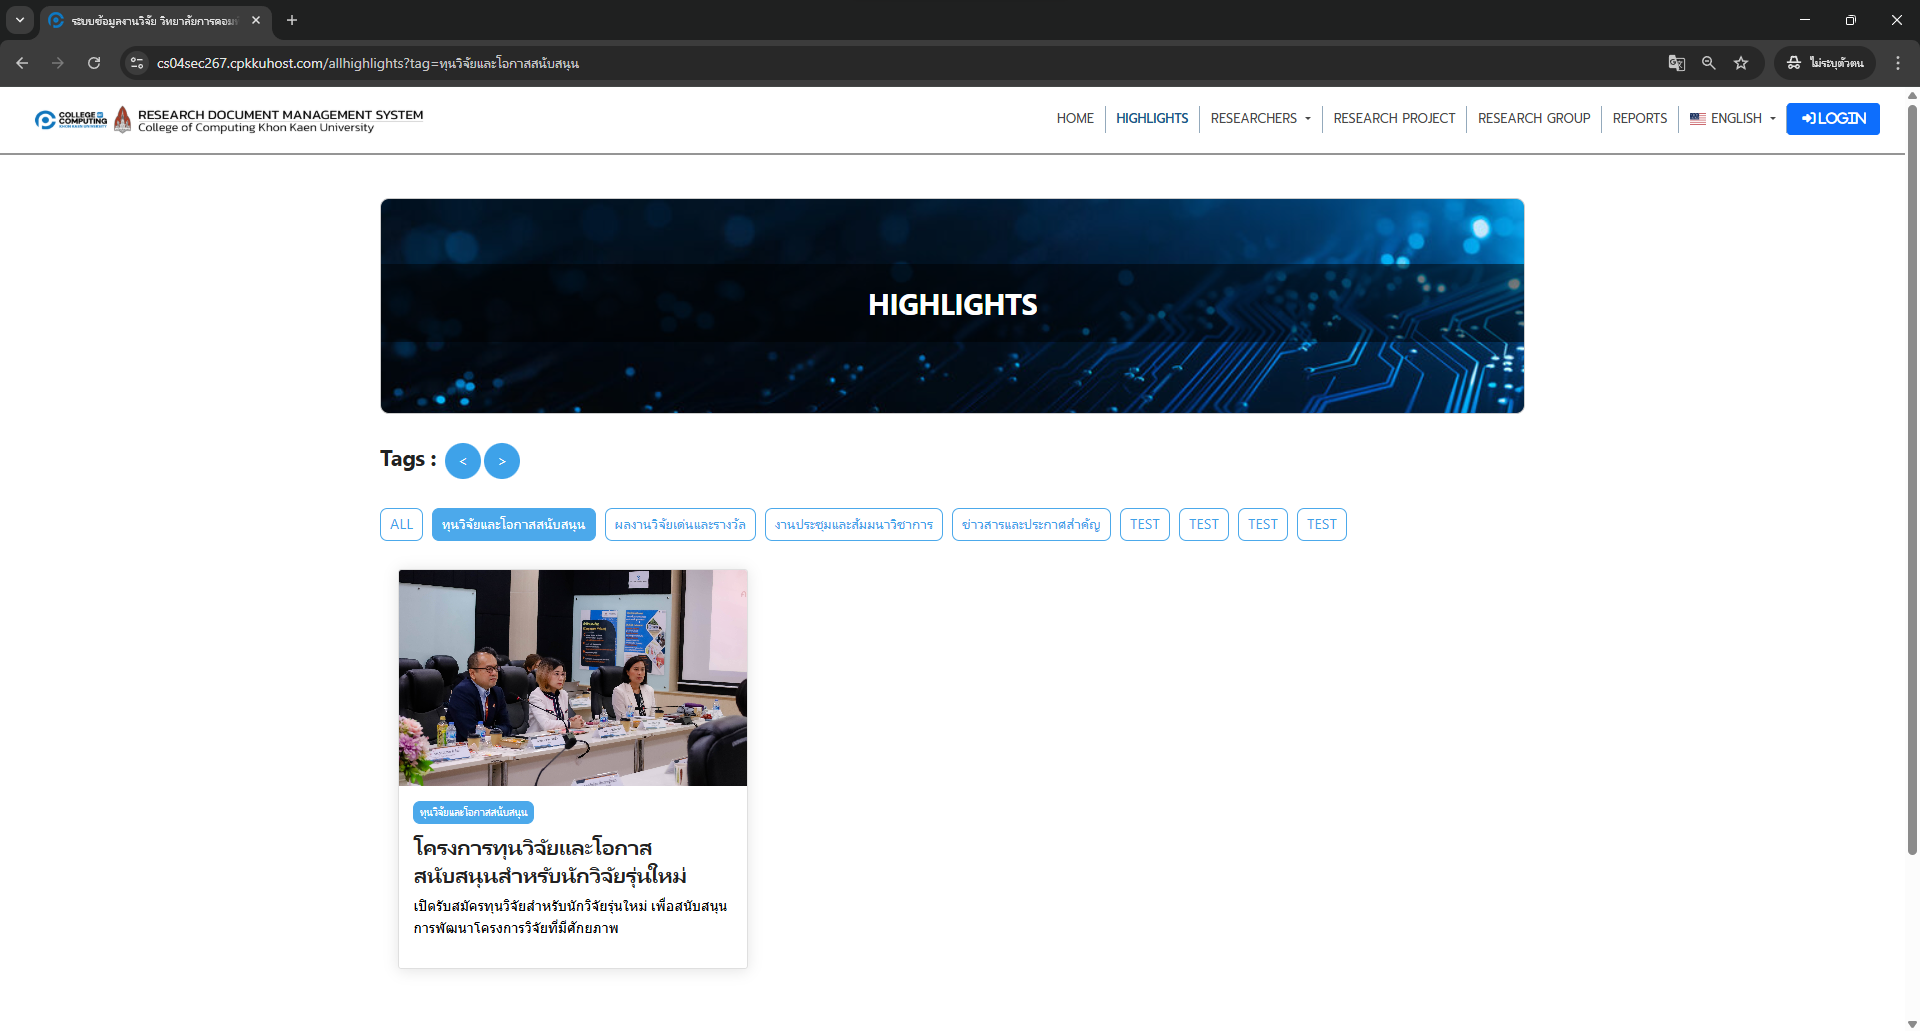 ระบบข้อมูลงานวิจัย วิทยาลัยการคอมพ
cs04sec267.cpkkuhost.com/allhighlights?tag=ทุนวิจัยและโอกาสสนับสนุน
ไม่ระบุตัวตน
COLLEGE OF COMPUTING
KHON KAEN UNIVERSITY
RESEARCH DOCUMENT MANAGEMENT SYSTEM
College of Computing Khon Kaen University
HOME
HIGHLIGHTS
RESEARCHERS
RESEARCH PROJECT
RESEARCH GROUP
REPORTS
ENGLISH
LOGIN
HIGHLIGHTS
Tags :
<
>
ALL
ทุนวิจัยและโอกาสสนับสนุน
ผลงานวิจัยเด่นและรางวัล
งานประชุมและสัมมนาวิชาการ
ข่าวสารและประกาศสำคัญ
TEST
TEST
TEST
TEST
ทุนวิจัยและโอกาสสนับสนุน
โครงการทุนวิจัยและโอกาส
สนับสนุนสำหรับนักวิจัยรุ่นใหม่
เปิดรับสมัครทุนวิจัยสำหรับนักวิจัยรุ่นใหม่ เพื่อสนับสนุน
การพัฒนาโครงการวิจัยที่มีศักยภาพ